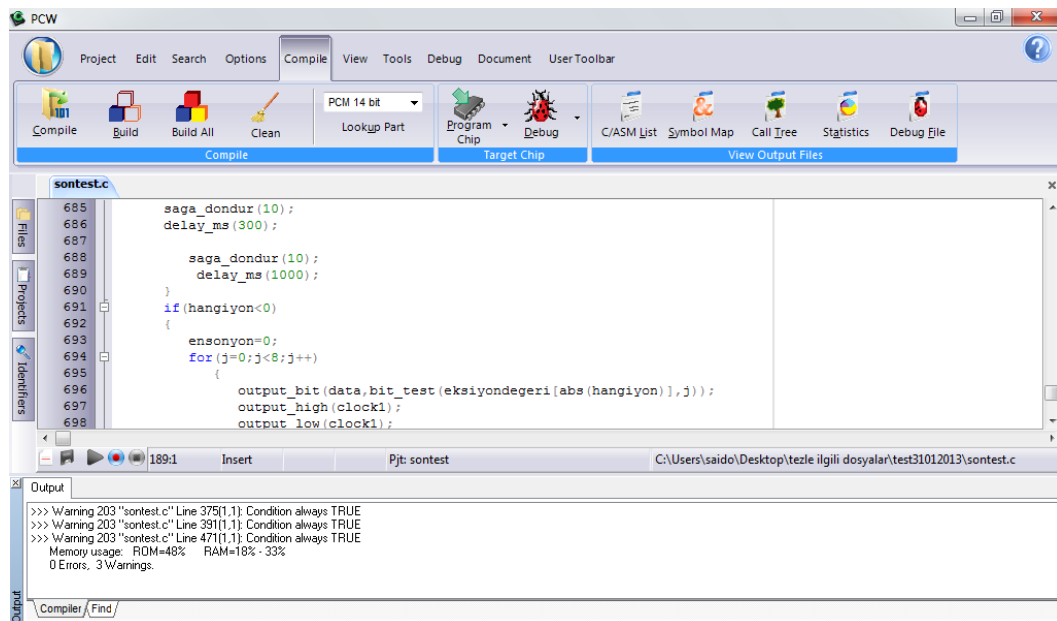 PCW
Project Edit Search Options Compile View Tools Debug Document User Toolbar
101
Compile Build Build All Clean
PCM 14 bit
Lookup Part
Program Chip Debug
C/ASM List Symbol Map Call Tree Statistics Debug File
Compile Target Chip View Output Files
sontest.c
Files
Projects
Identifiers
685 saga_dondur(10);
686 delay_ms(300);
687
688 saga_dondur(10);
689 delay_ms(1000);
690 }
691 if(hangiyon<0)
692 {
693 ensonyon=0;
694 for(j=0;j<8;j++)
695 {
696 output_bit(data,bit_test(eksiyondegeri[abs(hangiyon)],j));
697 output_high(clock1);
698 output_low(clock1);
189:1 Insert Pjt: sontest C:\Users\saido\Desktop\tezle ilgili dosyalar\test31012013\sontest.c
Output
>>> Warning 203 "sontest.c" Line 375(1,1): Condition always TRUE
>>> Warning 203 "sontest.c" Line 391(1,1): Condition always TRUE
>>> Warning 203 "sontest.c" Line 471(1,1): Condition always TRUE
Memory usage: ROM=48% RAM=18% - 33%
0 Errors, 3 Warnings.
Output
Compiler Find